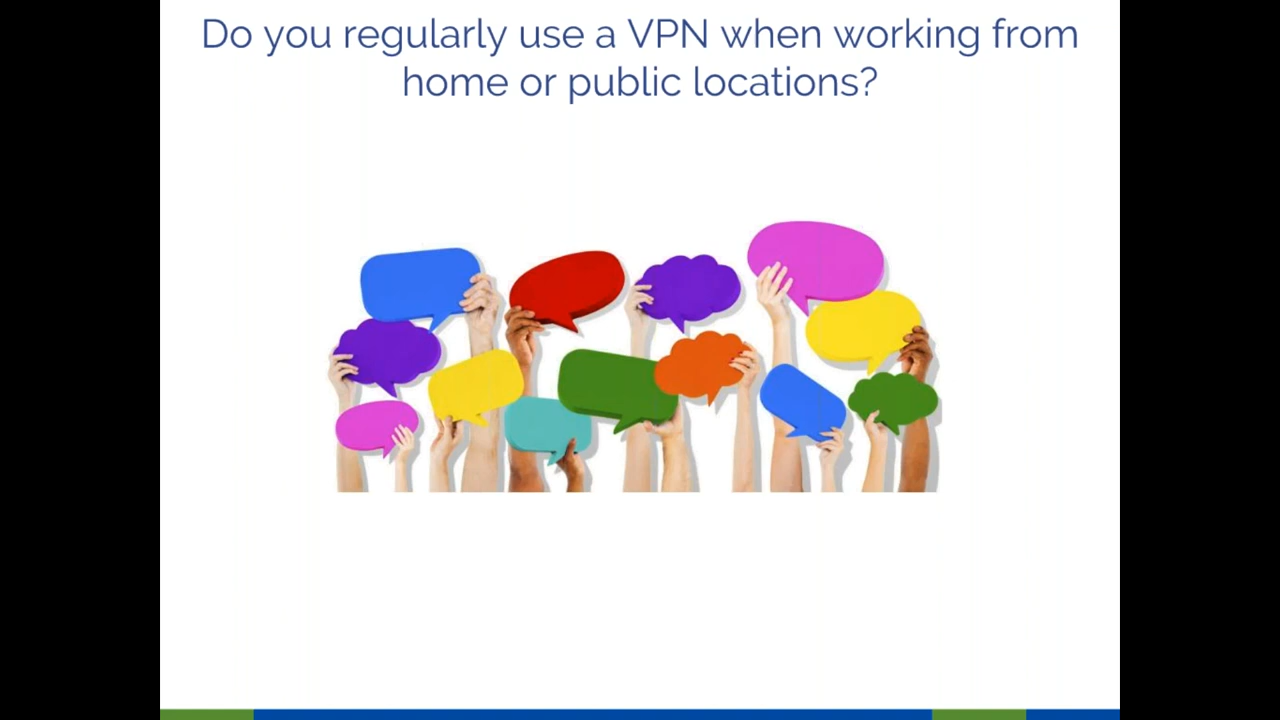 Do you regularly use a VPN when working from
home or public locations?